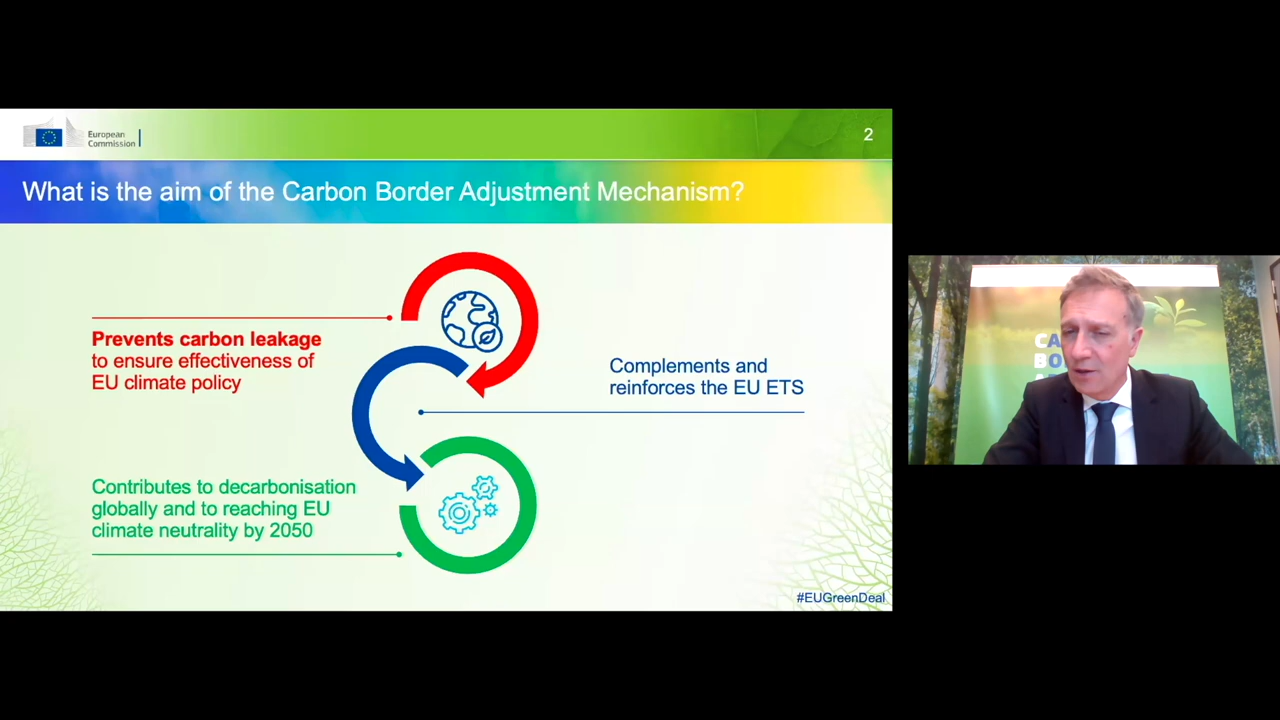 European
Commission
2
What is the aim of the Carbon Border Adjustment Mechanism?
Prevents carbon leakage
to ensure effectiveness of
EU climate policy
Complements and
reinforces the EU ETS
Contributes to decarbonisation
globally and to reaching EU
climate neutrality by 2050
#EUGreenDeal